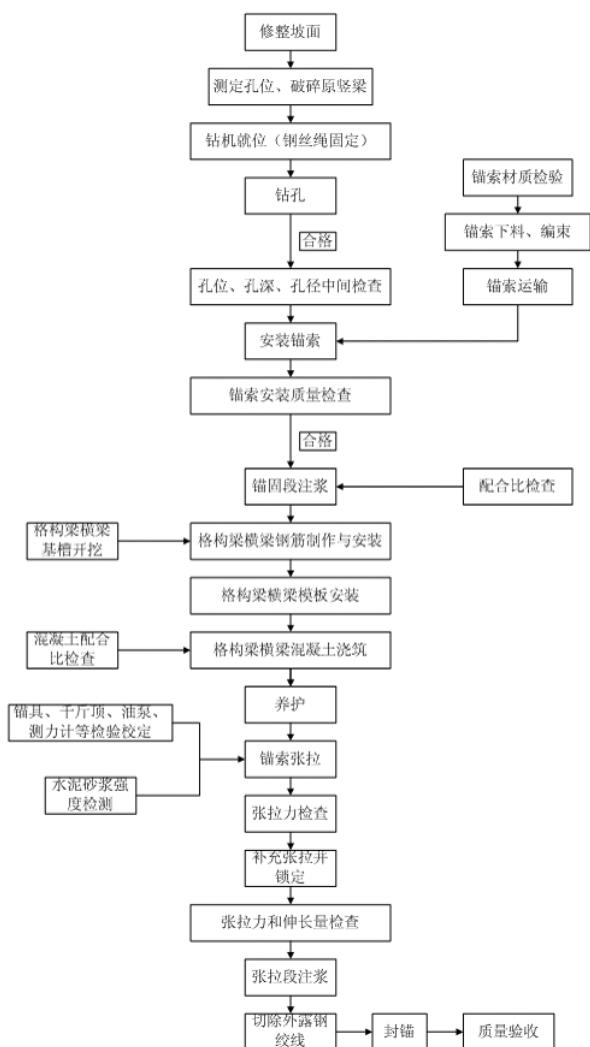 修整坡面
测定孔位、破碎原竖梁
钻机就位（钢丝绳固定）
钻孔
锚索材质检验
合格
锚索下料、编束
孔位、孔深、孔径中间检查
锚索运输
安装锚索
锚索安装质量检查
合格
锚固段注浆
配合比检查
格构梁横梁
基槽开挖
格构梁横梁钢筋制作与安装
格构梁横梁模板安装
混凝土配合
比检查
格构梁横梁混凝土浇筑
养护
锚具、千斤顶、油泵、
测力计等检验校定
锚索张拉
水泥砂浆强
度检测
张拉力检查
补充张拉并
锁定
张拉力和伸长量检查
张拉段注浆
切除外露钢
绞线
封锚
质量验收